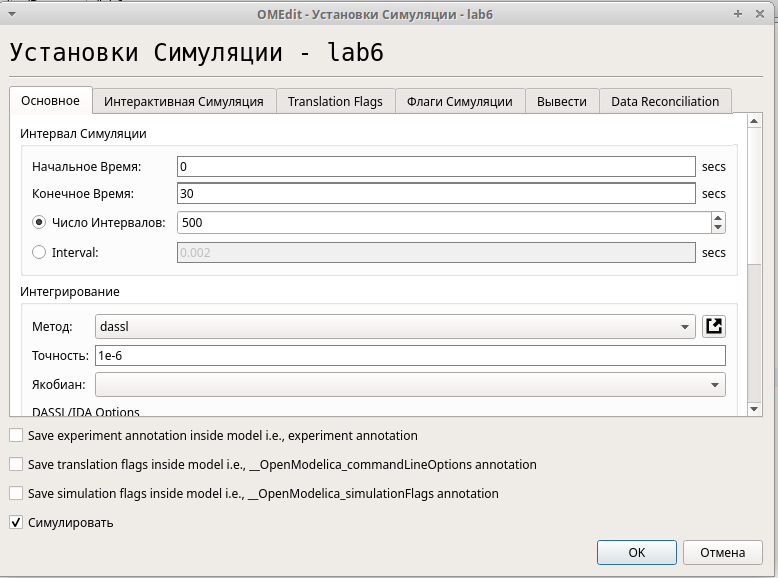 OMEdit - Установки Симуляции - lab6
Установки Симуляции - lab6
Основное Интерактивная Симуляция Translation Flags Флаги Симуляции Вывести Data Reconciliation
Интервал Симуляции
Начальное Время: 0 secs
Конечное Время: 30 secs
Число Интервалов: 500
Interval: 0.002 secs
Интегрирование
Метод: dassl
Точность: 1e-6
Якобиан:
DASSL/IDA Options
Save experiment annotation inside model i.e., experiment annotation
Save translation flags inside model i.e., __OpenModelica_commandLineOptions annotation
Save simulation flags inside model i.e., __OpenModelica_simulationFlags annotation
Симулировать
OK Отмена